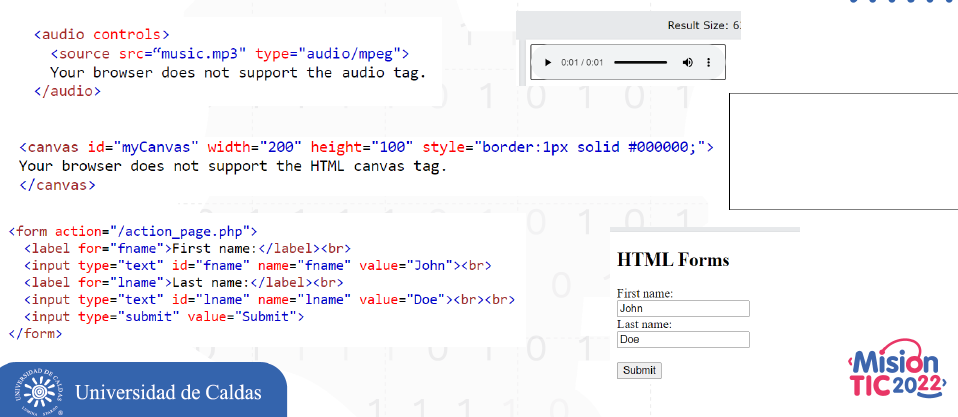 <audio controls>
<source src=“music.mp3" type="audio/mpeg">
Your browser does not support the audio tag.
</audio>
Result Size: 6
0:01 / 0:01
<canvas id="myCanvas" width="200" height="100" style="border:1px solid #000000;">
Your browser does not support the HTML canvas tag.
</canvas>
<form action="/action_page.php">
<label for="fname">First name:</label><br>
<input type="text" id="fname" name="fname" value="John"><br>
<label for="lname">Last name:</label><br>
<input type="text" id="lname" name="lname" value="Doe"><br><br>
<input type="submit" value="Submit">
</form>
HTML Forms
First name:
John
Last name:
Doe
Submit
UNIVERSIDAD DE CALDAS
Universidad de Caldas
Misión
TIC 2022